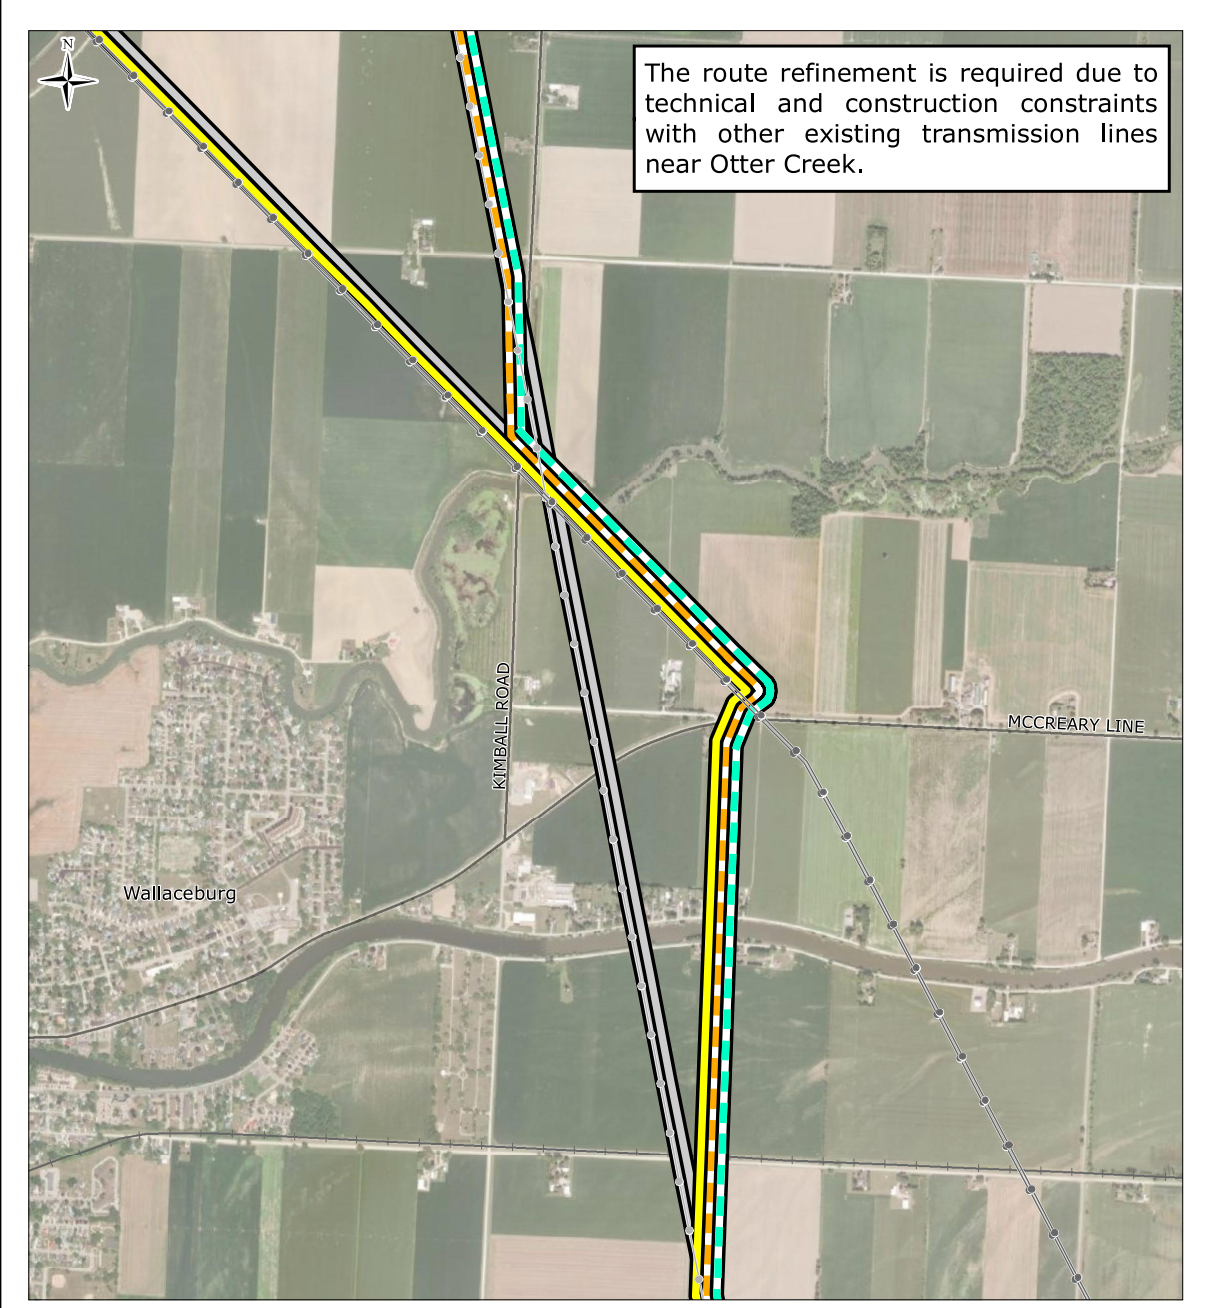 N
The route refinement is required due to
technical and construction constraints
with other existing transmission lines
near Otter Creek.
KIMBALL ROAD
MCCREARY LINE
Wallaceburg